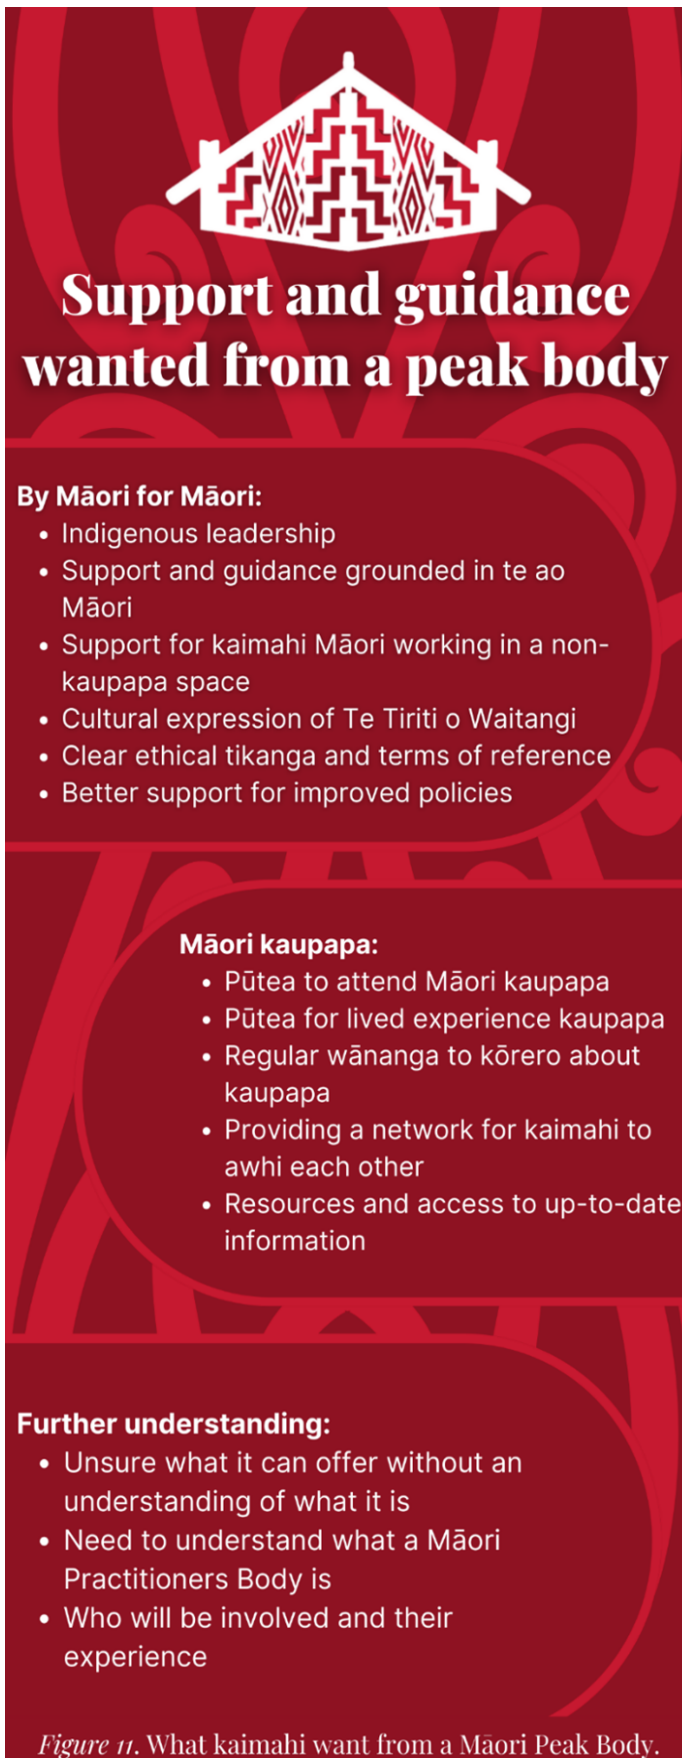 Support and guidance
wanted from a peak body
By Māori for Māori:
• Indigenous leadership
• Support and guidance grounded in te ao
Māori
• Support for kaimahi Māori working in a non-
kaupapa space
• Cultural expression of Te Tiriti o Waitangi
• Clear ethical tikanga and terms of reference
• Better support for improved policies
Māori kaupapa:
• Pūtea to attend Māori kaupapa
• Pūtea for lived experience kaupapa
• Regular wānanga to kōrero about
kaupapa
• Providing a network for kaimahi to
awhi each other
• Resources and access to up-to-date
information
Further understanding:
• Unsure what it can offer without an
understanding of what it is
• Need to understand what a Māori
Practitioners Body is
• Who will be involved and their
experience
Figure 11. What kaimahi want from a Māori Peak Body.